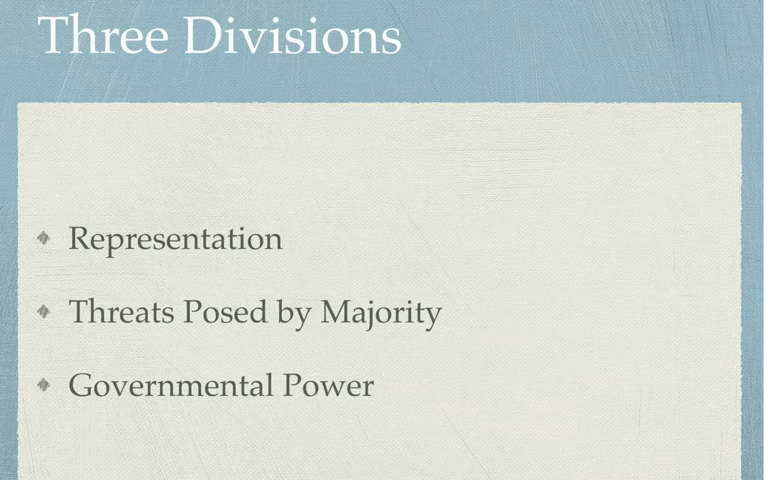 Three Divisions
Representation
Threats Posed by Majority
Governmental Power